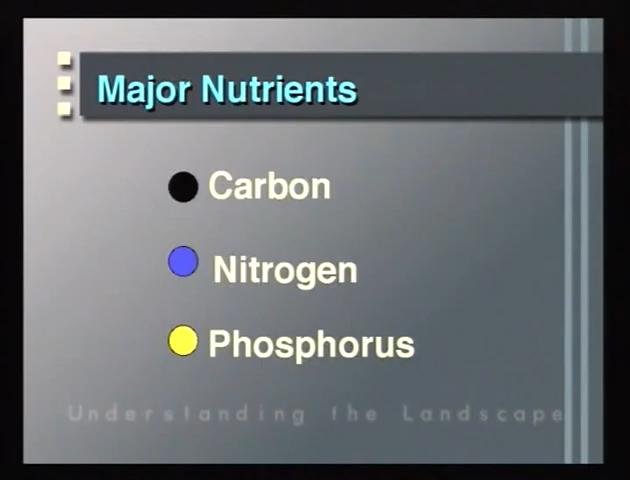 Major Nutrients
Carbon
Nitrogen
Phosphorus
Understanding the Landscape